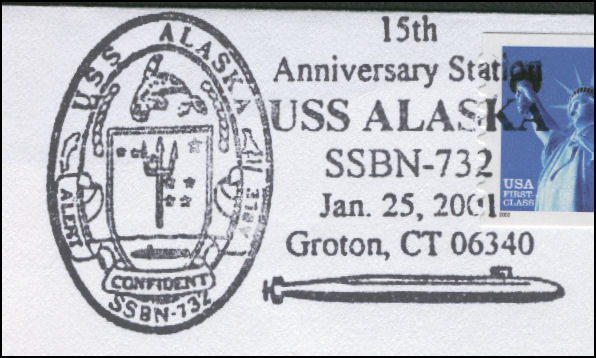 USS ALASKA
ALERT
ABLE
CONFIDENT
SSBN-732
15th
Anniversary Station
USS ALASKA
SSBN-732
Jan. 25, 2001
Groton, CT 06340
USA
FIRST-
CLASS
2000